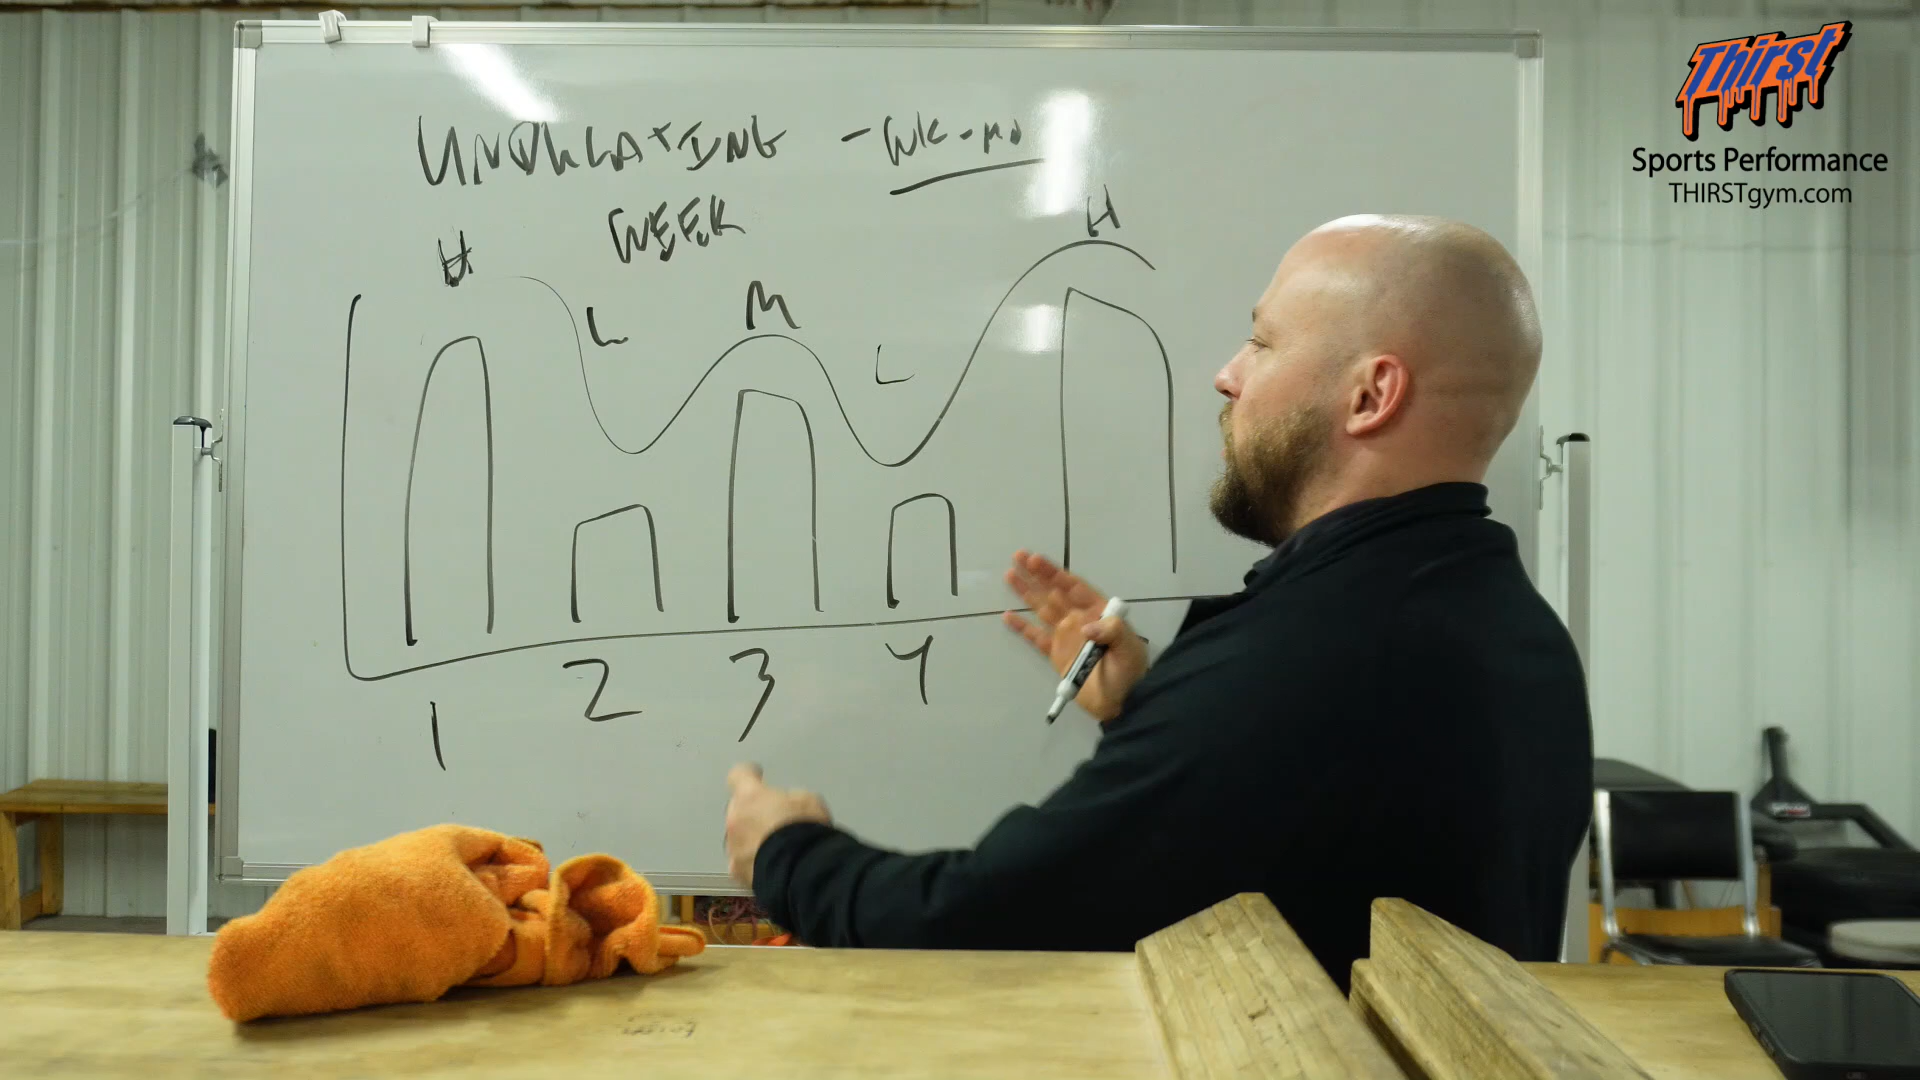 Thirst
Sports Performance
THIRSTgym.com
UNDULATING - WK - MO
WEEK
H L M L H
1 2 3 4